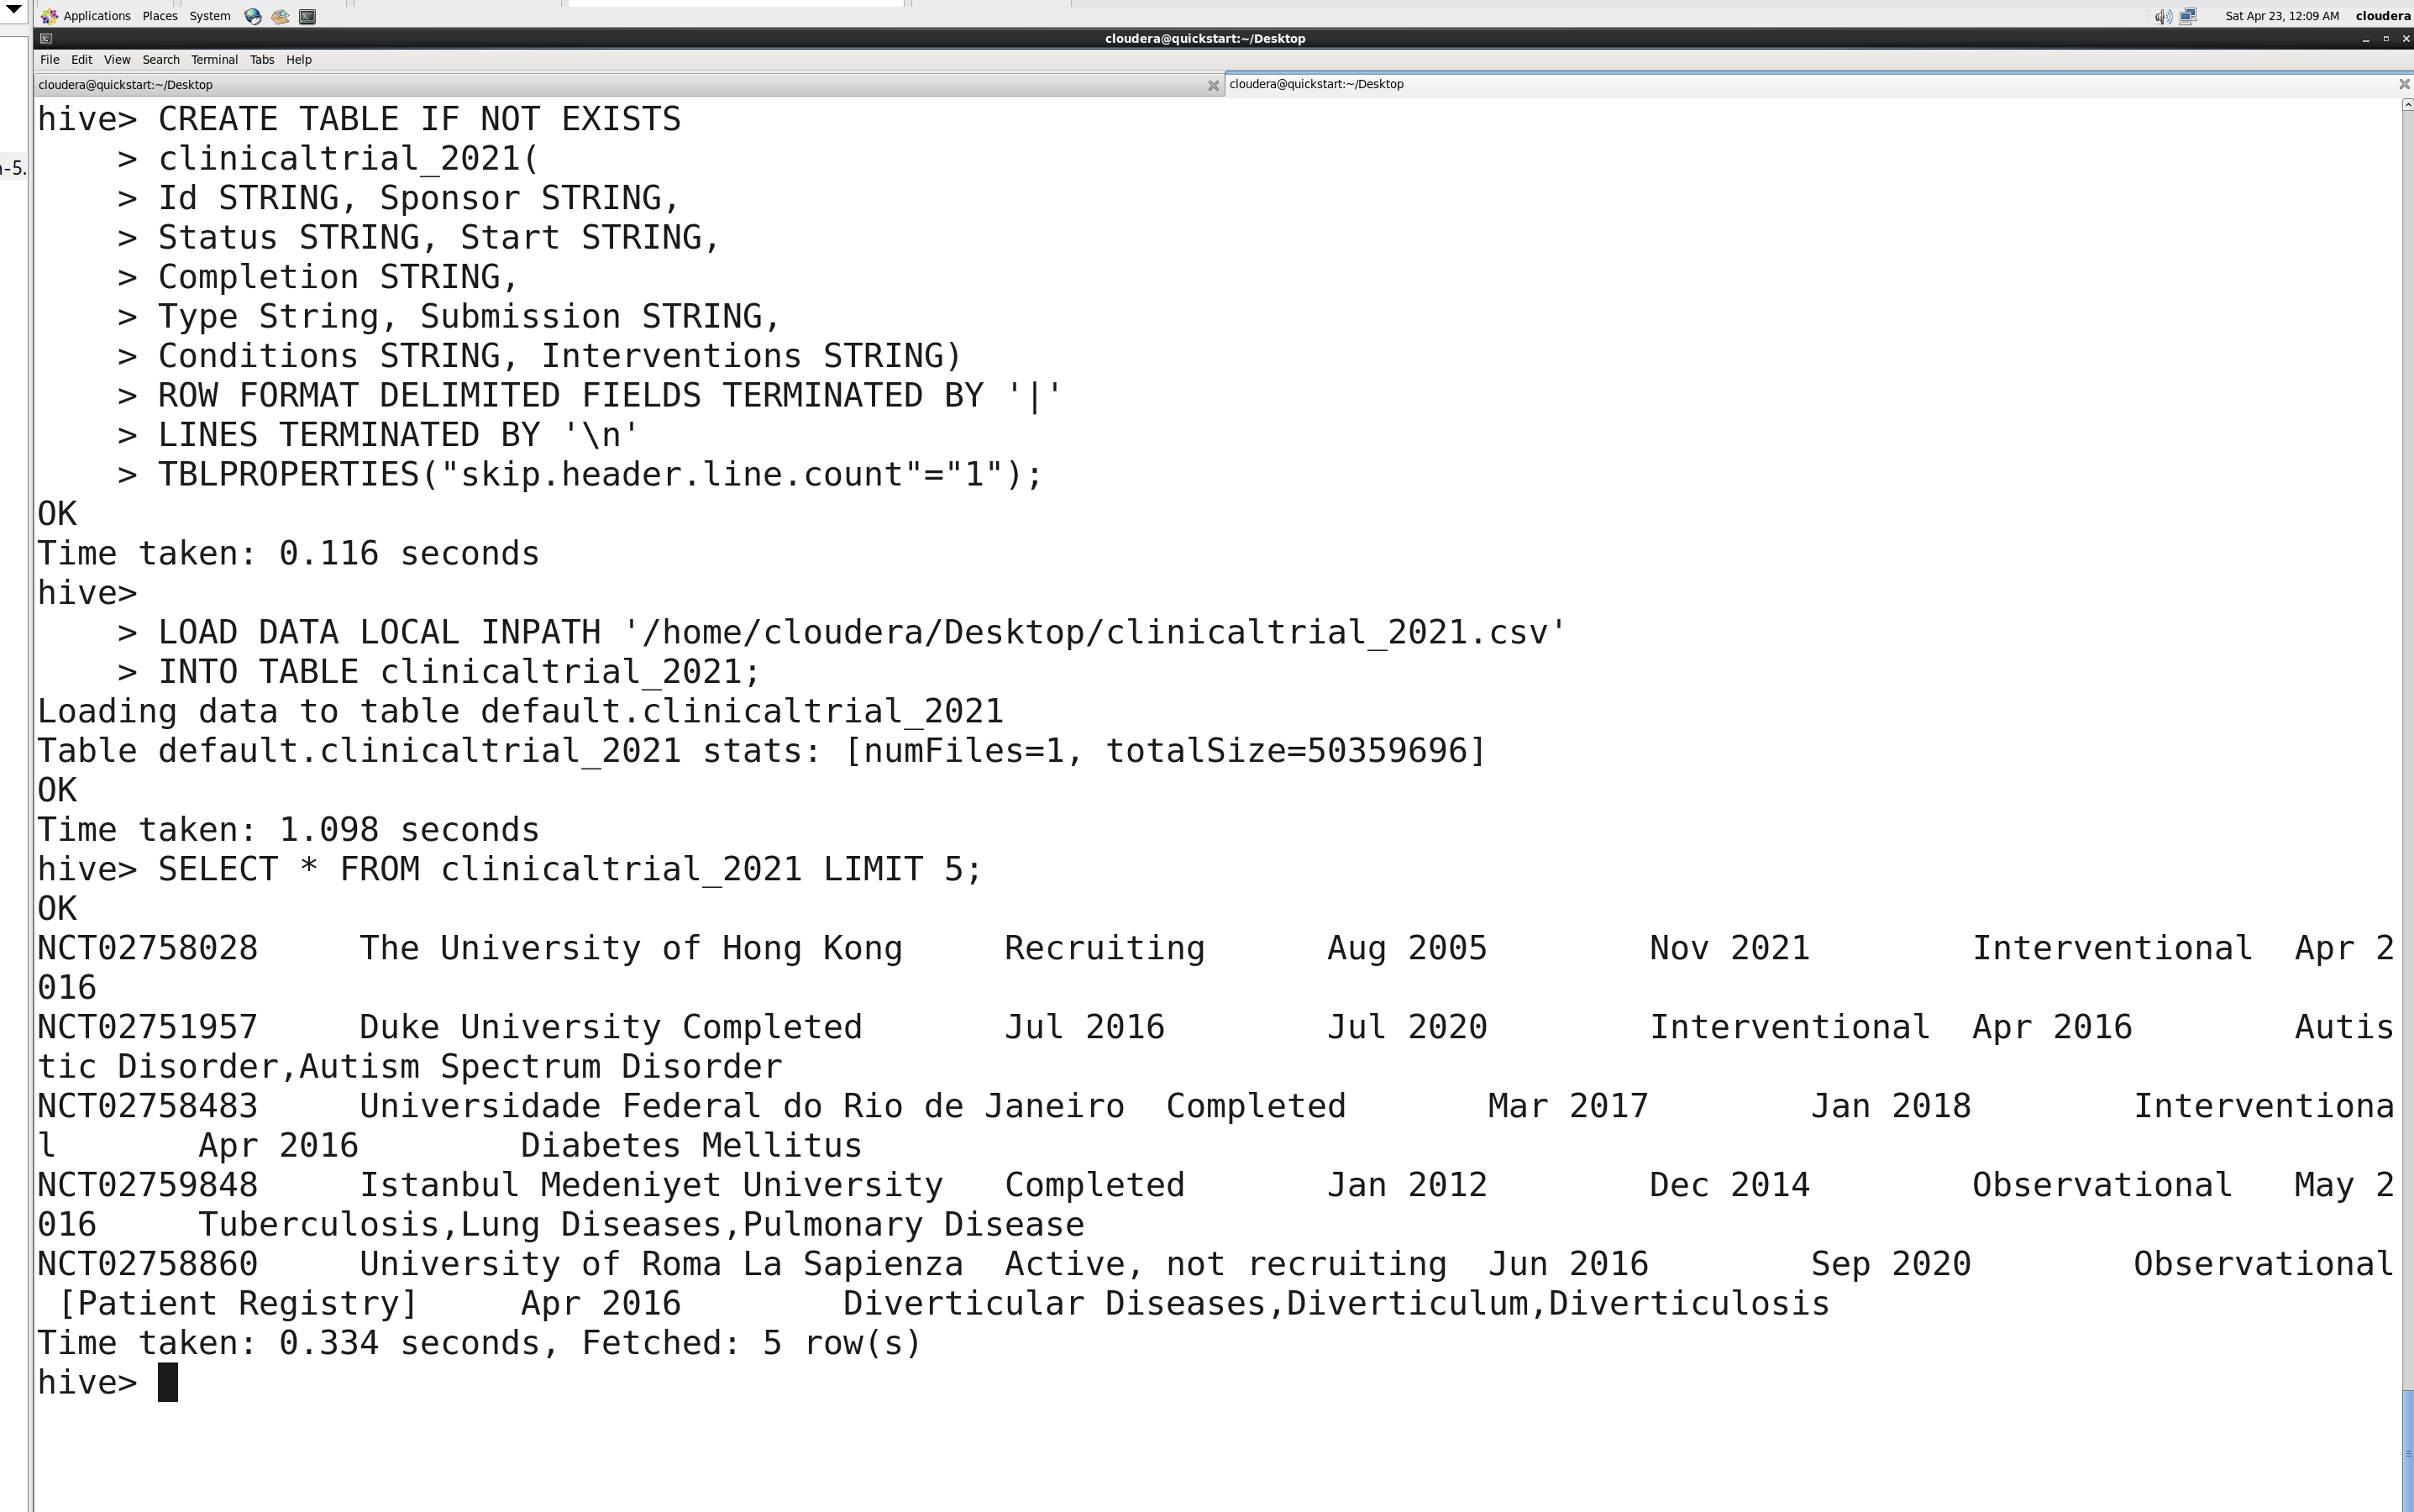 Applications Places System Sat Apr 23, 12:09 AM cloudera
cloudera@quickstart:~/Desktop
File Edit View Search Terminal Tabs Help
cloudera@quickstart:~/Desktop cloudera@quickstart:~/Desktop
-5.
hive> CREATE TABLE IF NOT EXISTS
> clinicaltrial_2021(
> Id STRING, Sponsor STRING,
> Status STRING, Start STRING,
> Completion STRING,
> Type String, Submission STRING,
> Conditions STRING, Interventions STRING)
> ROW FORMAT DELIMITED FIELDS TERMINATED BY '|'
> LINES TERMINATED BY '\n'
> TBLPROPERTIES("skip.header.line.count"="1");
OK
Time taken: 0.116 seconds
hive>
> LOAD DATA LOCAL INPATH '/home/cloudera/Desktop/clinicaltrial_2021.csv'
> INTO TABLE clinicaltrial_2021;
Loading data to table default.clinicaltrial_2021
Table default.clinicaltrial_2021 stats: [numFiles=1, totalSize=50359696]
OK
Time taken: 1.098 seconds
hive> SELECT * FROM clinicaltrial_2021 LIMIT 5;
OK
NCT02758028 The University of Hong Kong Recruiting Aug 2005 Nov 2021 Interventional Apr 2
016
NCT02751957 Duke University Completed Jul 2016 Jul 2020 Interventional Apr 2016 Autis
tic Disorder,Autism Spectrum Disorder
NCT02758483 Universidade Federal do Rio de Janeiro Completed Mar 2017 Jan 2018 Interventiona
l Apr 2016 Diabetes Mellitus
NCT02759848 Istanbul Medeniyet University Completed Jan 2012 Dec 2014 Observational May 2
016 Tuberculosis,Lung Diseases,Pulmonary Disease
NCT02758860 University of Roma La Sapienza Active, not recruiting Jun 2016 Sep 2020 Observational
[Patient Registry] Apr 2016 Diverticular Diseases,Diverticulum,Diverticulosis
Time taken: 0.334 seconds, Fetched: 5 row(s)
hive>